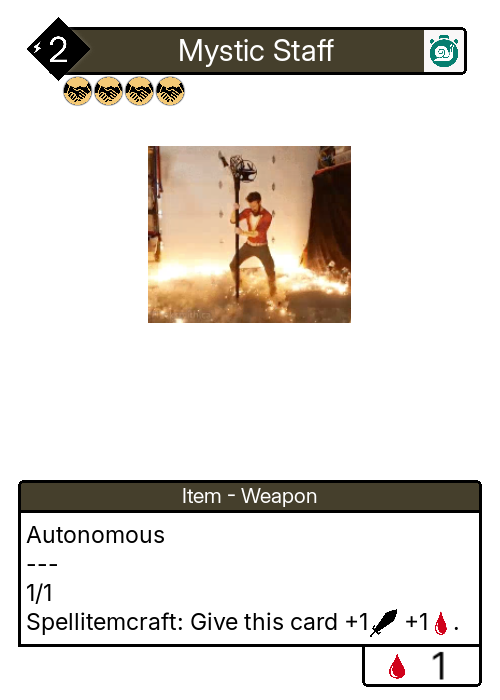 2
Mystic Staff
Item - Weapon
Autonomous
---
1/1
Spellitemcraft: Give this card +1 +1 .
1